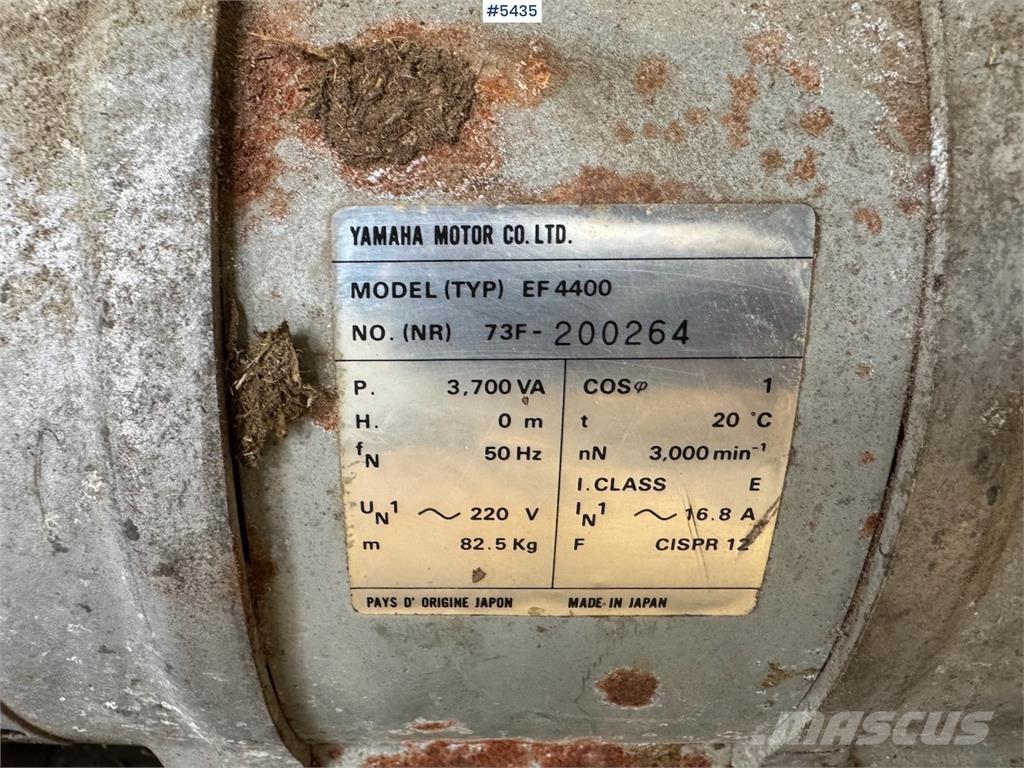 #5435
YAMAHA MOTOR CO. LTD.
MODEL (TYP) EF 4400
NO. (NR) 73F- 200264
P. 3,700 VA COS φ 1
H. 0 m t 20 °C
fN 50 Hz nN 3,000 min⁻¹
I. CLASS E
UN¹ ~ 220 V IN¹ ~ 16.8 A
m 82.5 Kg F CISPR 12
PAYS D' ORIGINE JAPON MADE-IN JAPAN
MASCUS